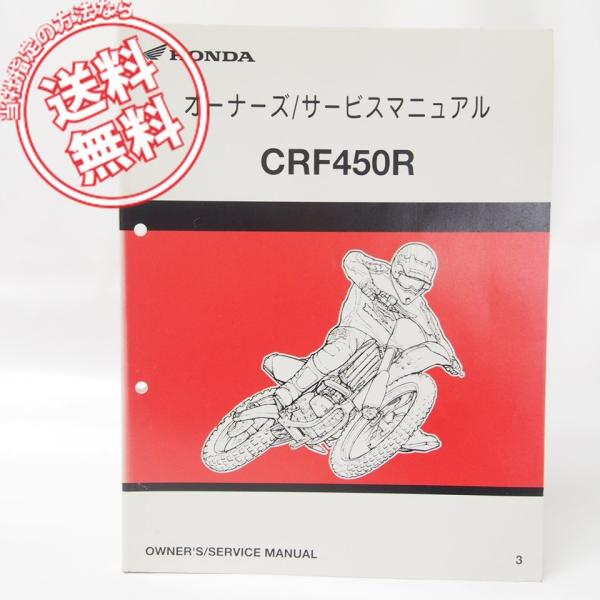 当社指定の方法なら
送料
無料
HONDA
オーナーズ/サービスマニュアル
CRF450R
OWNER'S/SERVICE MANUAL
3